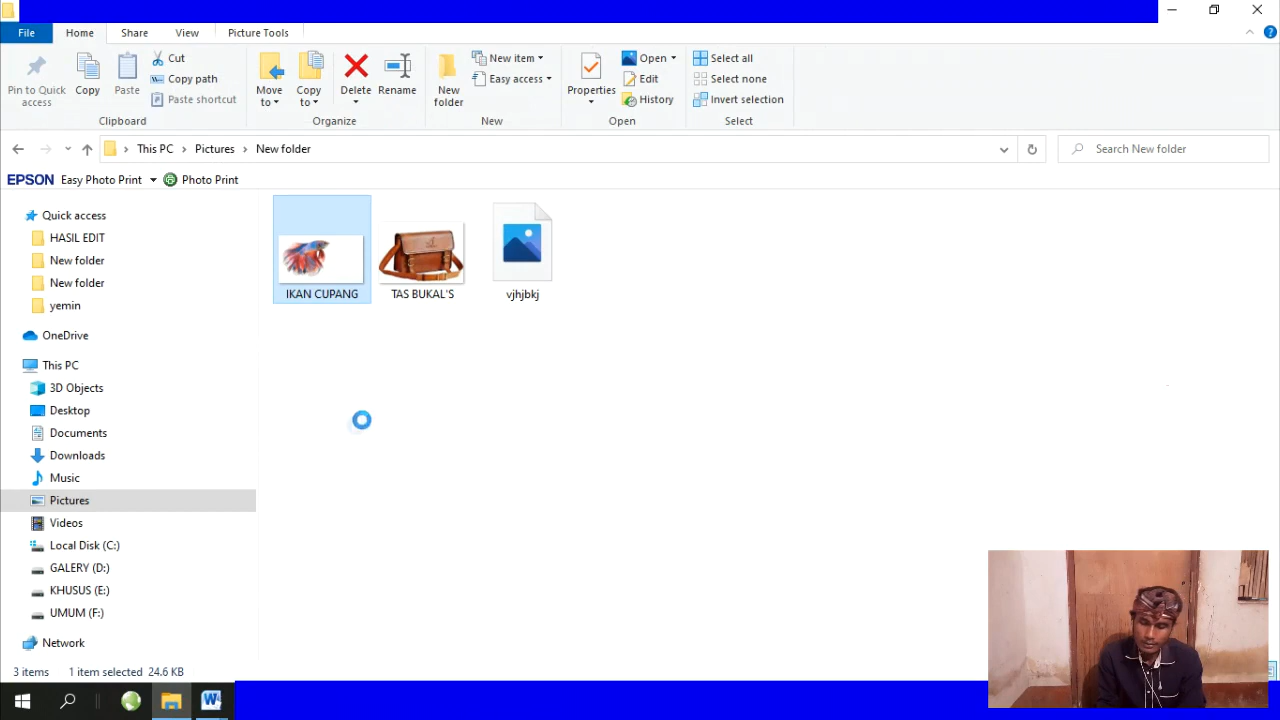 File Home Share View Picture Tools
Pin to Quick access
Copy
Paste
Cut
Copy path
Paste shortcut
Clipboard
Move to
Copy to
Delete
Rename
Organize
New folder
New item
Easy access
New
Properties
Open
Edit
History
Open
Select all
Select none
Invert selection
Select
This PC › Pictures › New folder
Search New folder
EPSON Easy Photo Print Photo Print
Quick access
HASIL EDIT
New folder
New folder
yemin
OneDrive
This PC
3D Objects
Desktop
Documents
Downloads
Music
Pictures
Videos
Local Disk (C:)
GALERY (D:)
KHUSUS (E:)
UMUM (F:)
Network
IKAN CUPANG
TAS BUKAL'S
vjhjbkj
3 items 1 item selected 24.6 KB